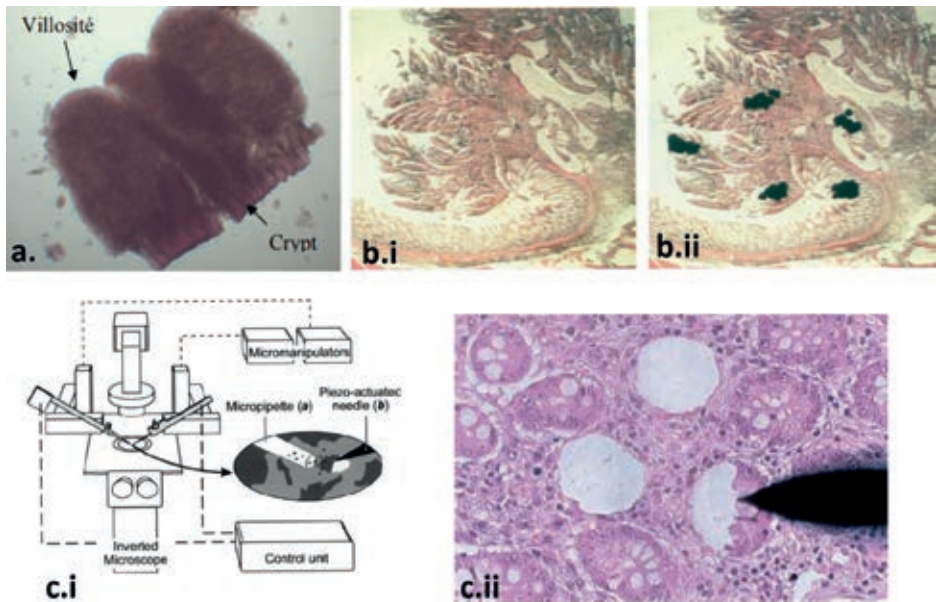 Villosité
Crypt
a.
b.i
b.ii
Micromanipulators
Micropipette (a)
Piezo-actuated
needle (b)
Inverted
Microscope
Control unit
c.i
c.ii